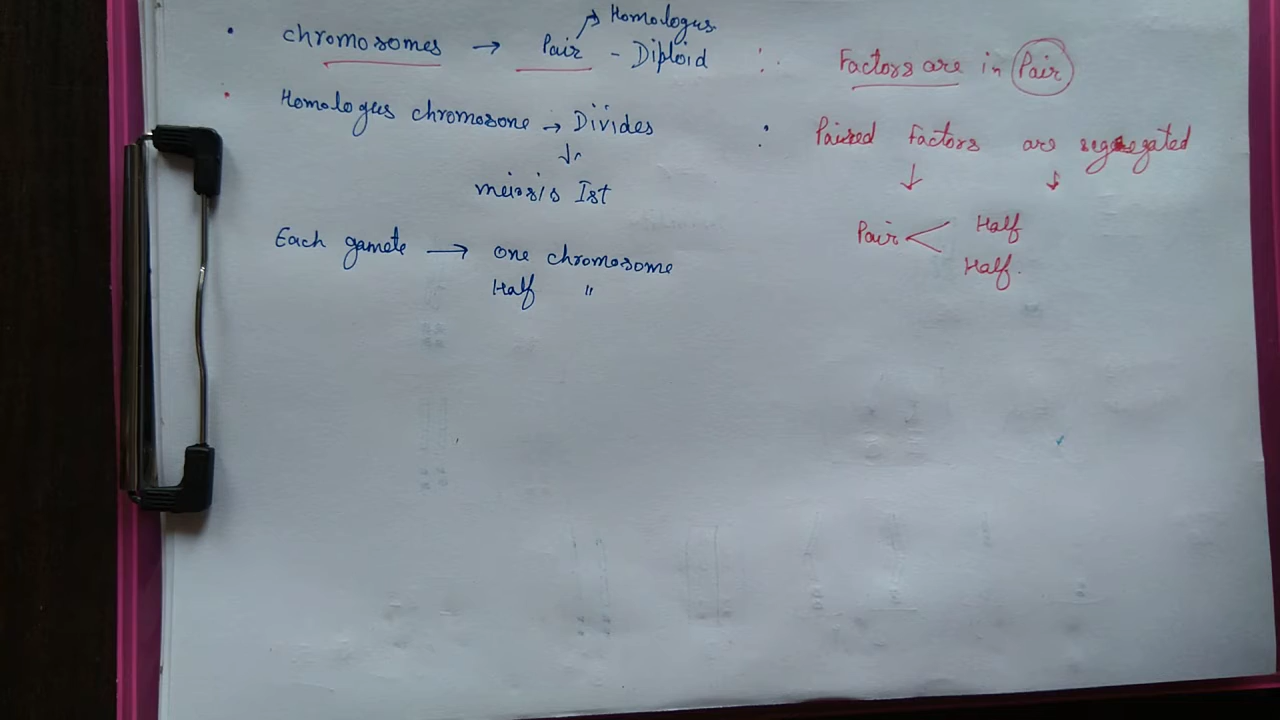 → Homologus
• chromosomes → Pair - Diploid ∴ Factors are in Pair
• Homologus chromosone → Divides : Paired Factors are segregated
↓ ↓ ↓
meiosis Ist
Pair < Half
Half.
Each gamete → one chromosome
Half "